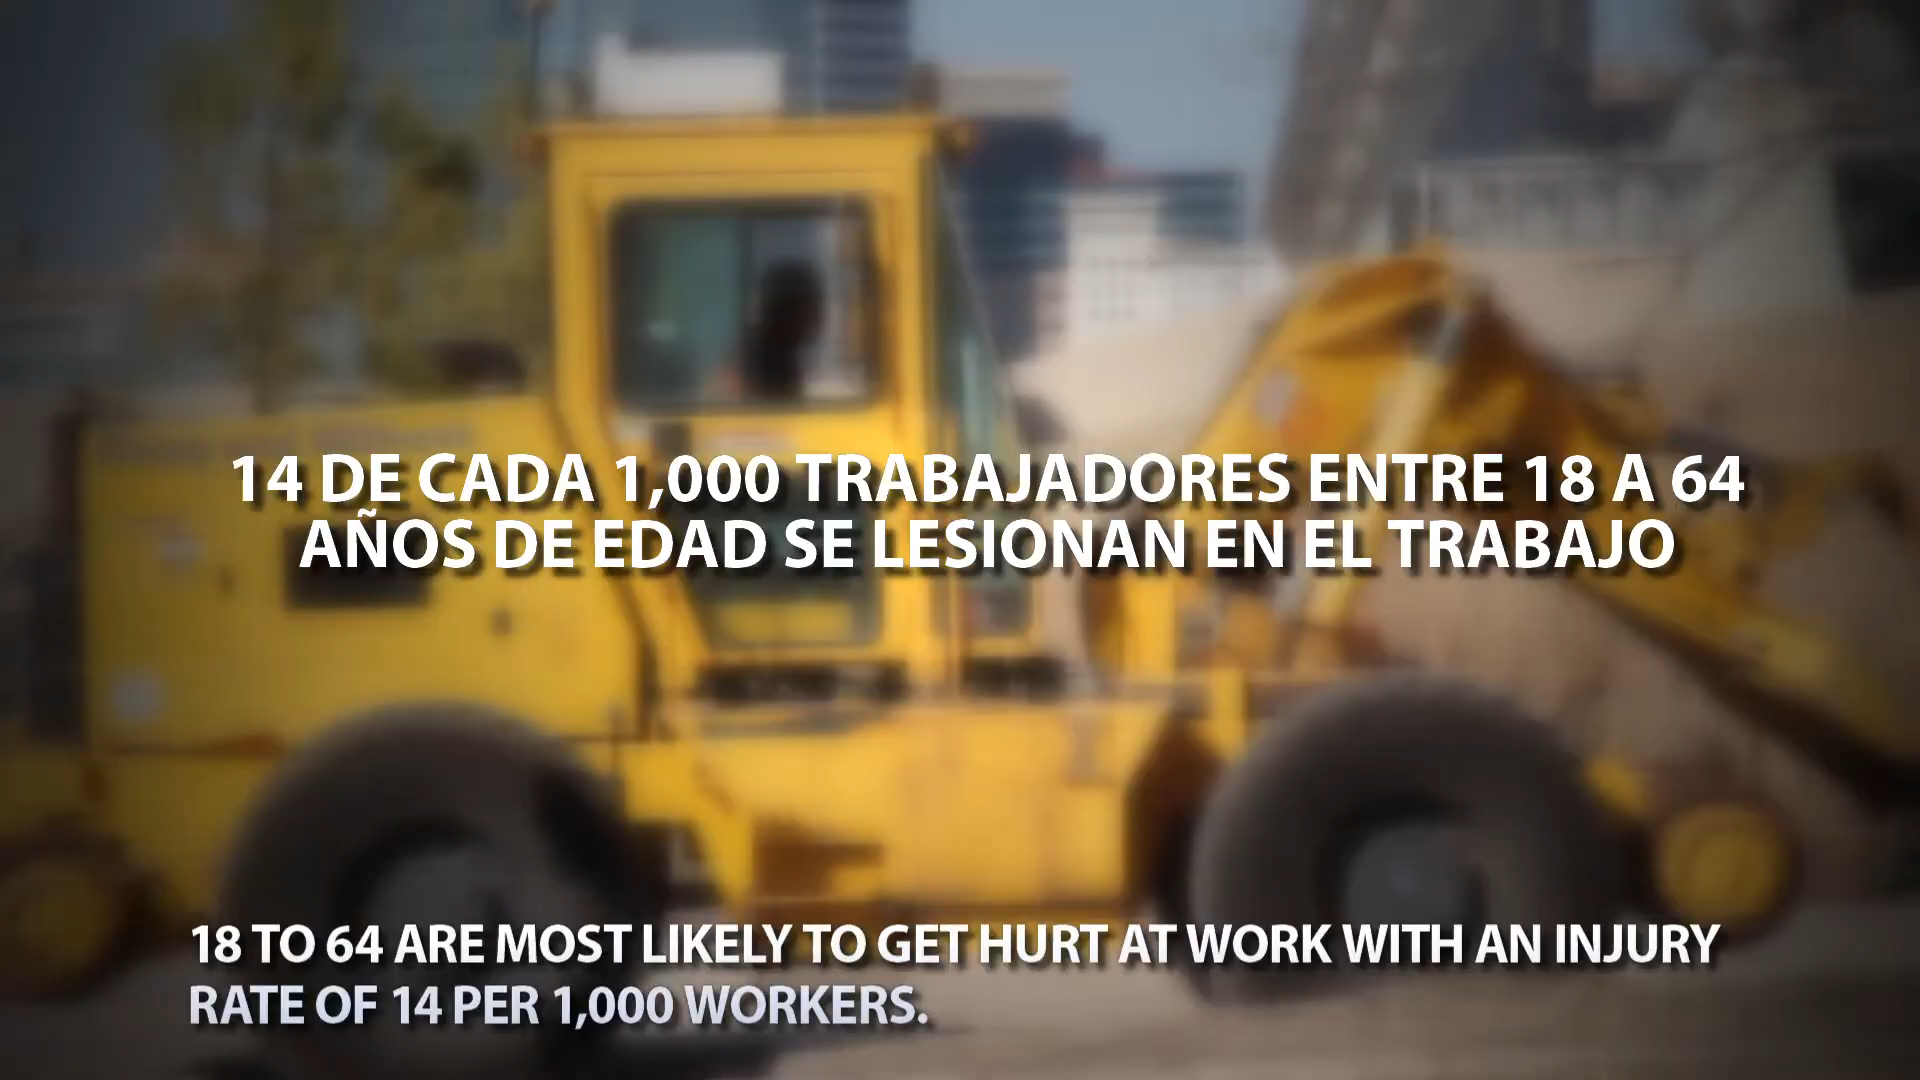 14 DE CADA 1,000 TRABAJADORES ENTRE 18 A 64
AÑOS DE EDAD SE LESIONAN EN EL TRABAJO
18 TO 64 ARE MOST LIKELY TO GET HURT AT WORK WITH AN INJURY
RATE OF 14 PER 1,000 WORKERS.